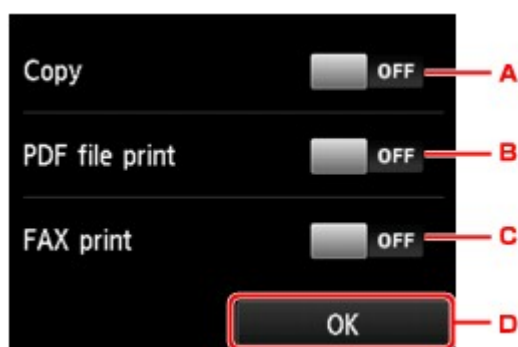 Copy OFF A
PDF file print OFF B
FAX print OFF C
OK D